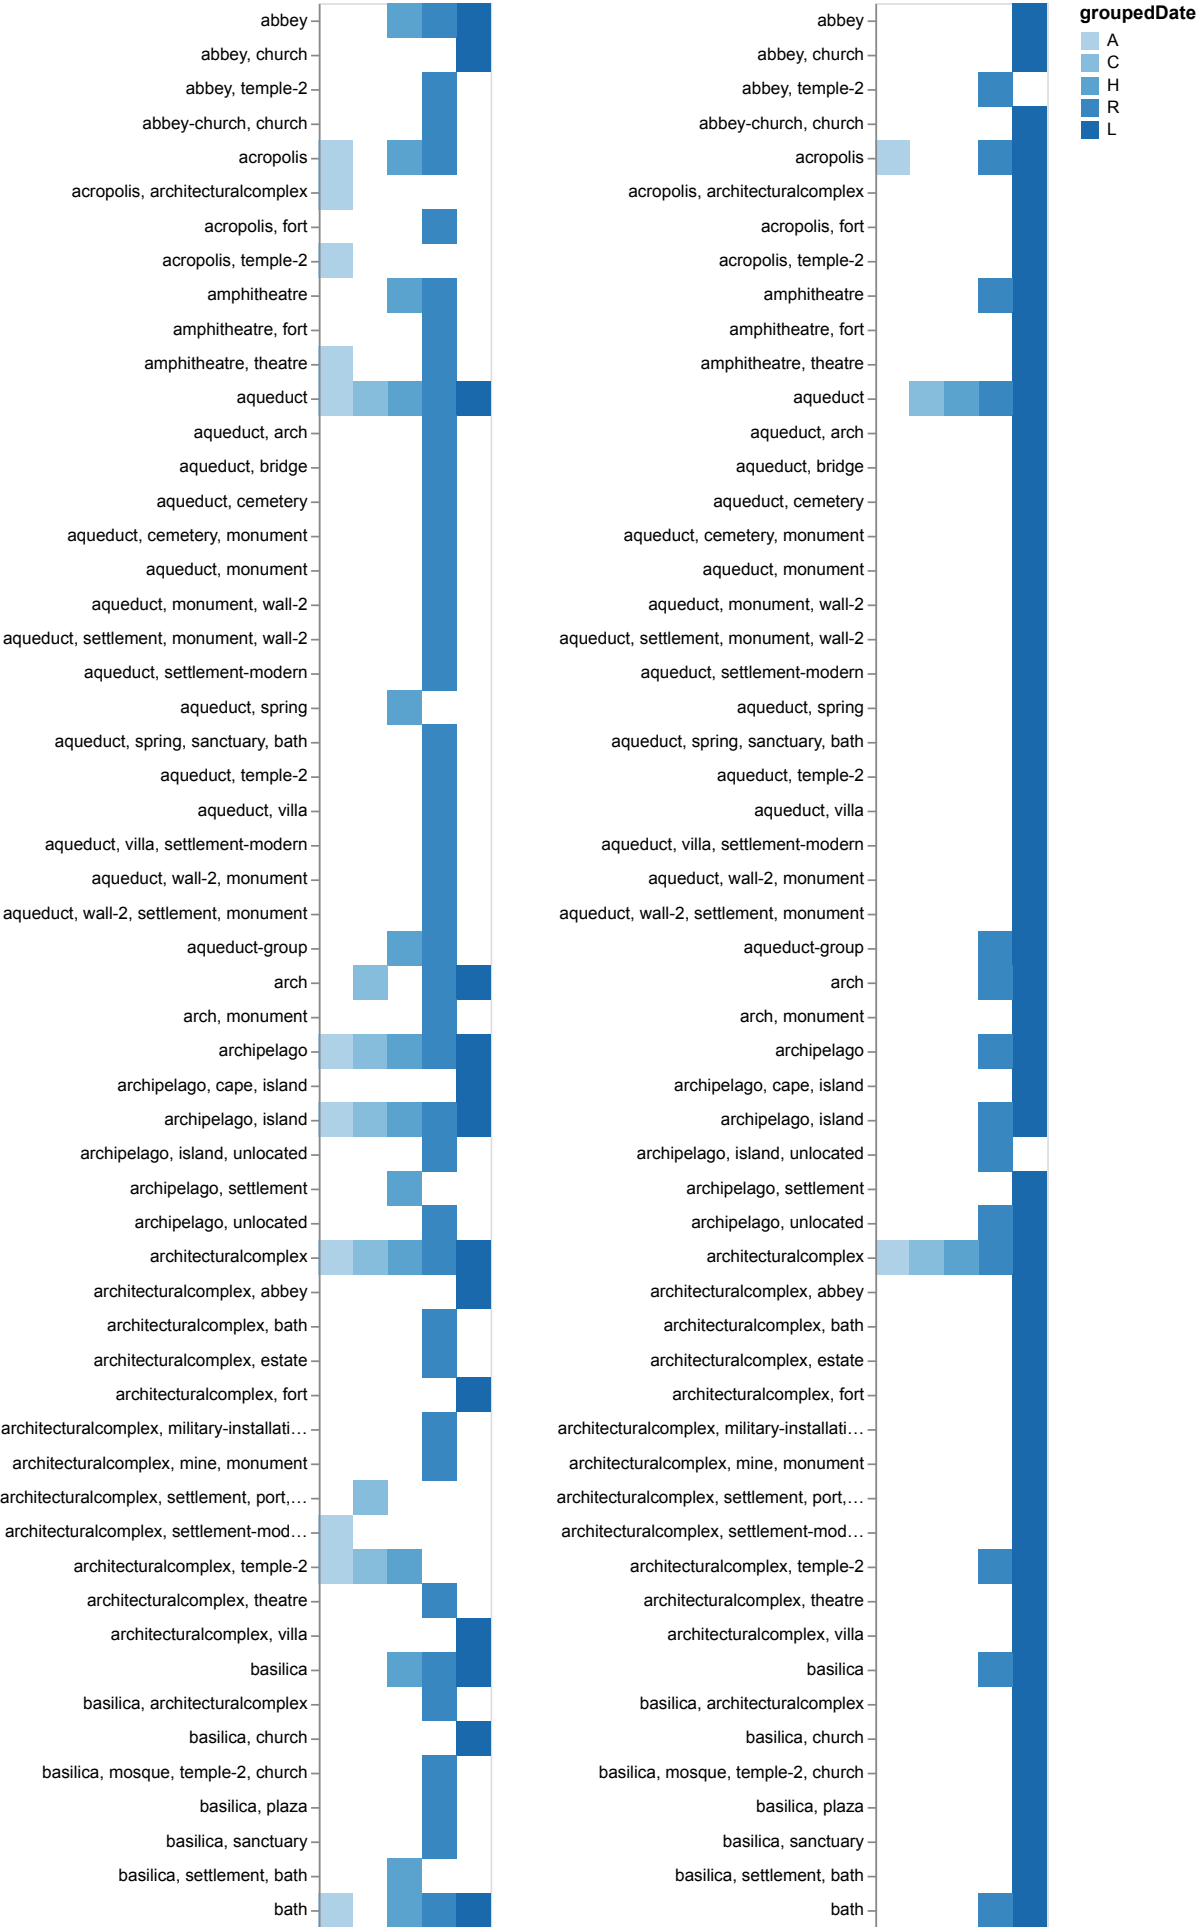 abbey
abbey, church
abbey, temple-2
abbey-church, church
acropolis
acropolis, architecturalcomplex
acropolis, fort
acropolis, temple-2
amphitheatre
amphitheatre, fort
amphitheatre, theatre
aqueduct
aqueduct, arch
aqueduct, bridge
aqueduct, cemetery
aqueduct, cemetery, monument
aqueduct, monument
aqueduct, monument, wall-2
aqueduct, settlement, monument, wall-2
aqueduct, settlement-modern
aqueduct, spring
aqueduct, spring, sanctuary, bath
aqueduct, temple-2
aqueduct, villa
aqueduct, villa, settlement-modern
aqueduct, wall-2, monument
aqueduct, wall-2, settlement, monument
aqueduct-group
arch
arch, monument
archipelago
archipelago, cape, island
archipelago, island
archipelago, island, unlocated
archipelago, settlement
archipelago, unlocated
architecturalcomplex
architecturalcomplex, abbey
architecturalcomplex, bath
architecturalcomplex, estate
architecturalcomplex, fort
architecturalcomplex, military-installati…
architecturalcomplex, mine, monument
architecturalcomplex, settlement, port,…
architecturalcomplex, settlement-mod…
architecturalcomplex, temple-2
architecturalcomplex, theatre
architecturalcomplex, villa
basilica
basilica, architecturalcomplex
basilica, church
basilica, mosque, temple-2, church
basilica, plaza
basilica, sanctuary
basilica, settlement, bath
bath
abbey
abbey, church
abbey, temple-2
abbey-church, church
acropolis
acropolis, architecturalcomplex
acropolis, fort
acropolis, temple-2
amphitheatre
amphitheatre, fort
amphitheatre, theatre
aqueduct
aqueduct, arch
aqueduct, bridge
aqueduct, cemetery
aqueduct, cemetery, monument
aqueduct, monument
aqueduct, monument, wall-2
aqueduct, settlement, monument, wall-2
aqueduct, settlement-modern
aqueduct, spring
aqueduct, spring, sanctuary, bath
aqueduct, temple-2
aqueduct, villa
aqueduct, villa, settlement-modern
aqueduct, wall-2, monument
aqueduct, wall-2, settlement, monument
aqueduct-group
arch
arch, monument
archipelago
archipelago, cape, island
archipelago, island
archipelago, island, unlocated
archipelago, settlement
archipelago, unlocated
architecturalcomplex
architecturalcomplex, abbey
architecturalcomplex, bath
architecturalcomplex, estate
architecturalcomplex, fort
architecturalcomplex, military-installati…
architecturalcomplex, mine, monument
architecturalcomplex, settlement, port,…
architecturalcomplex, settlement-mod…
architecturalcomplex, temple-2
architecturalcomplex, theatre
architecturalcomplex, villa
basilica
basilica, architecturalcomplex
basilica, church
basilica, mosque, temple-2, church
basilica, plaza
basilica, sanctuary
basilica, settlement, bath
bath
groupedDate
A
C
H
R
L